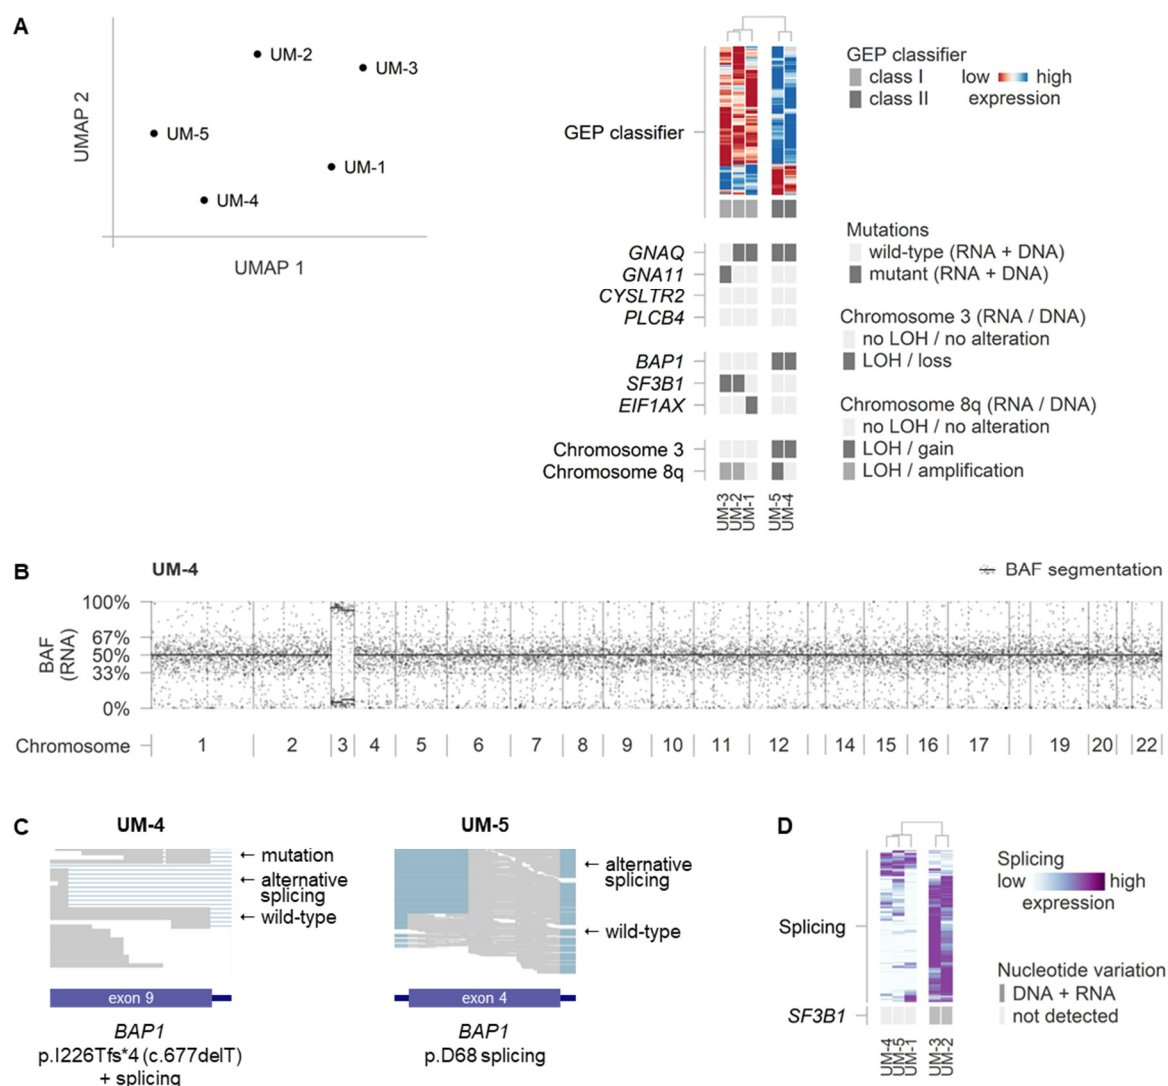 A
UMAP 2
UM-2
UM-3
UM-5
UM-1
UM-4
UMAP 1
GEP classifier
GEP classifier
class I
class II
low high
expression
GNAQ
GNA11
CYSLTR2
PLCB4
BAP1
SF3B1
EIF1AX
Chromosome 3
Chromosome 8q
UM-3
UM-2
UM-1
UM-5
UM-4
Mutations
wild-type (RNA + DNA)
mutant (RNA + DNA)
Chromosome 3 (RNA / DNA)
no LOH / no alteration
LOH / loss
Chromosome 8q (RNA / DNA)
no LOH / no alteration
LOH / gain
LOH / amplification
B
UM-4
BAF segmentation
BAF
(RNA)
100%
67%
50%
33%
0%
Chromosome 1 2 3 4 5 6 7 8 9 10 11 12 14 15 16 17 19 20 22
C
UM-4
← mutation
← alternative
splicing
← wild-type
exon 9
BAP1
p.I226Tfs*4 (c.677delT)
+ splicing
UM-5
← alternative
splicing
← wild-type
exon 4
BAP1
p.D68 splicing
D
Splicing
SF3B1
UM-4
UM-5
UM-1
UM-3
UM-2
Splicing
low high
expression
Nucleotide variation
DNA + RNA
not detected